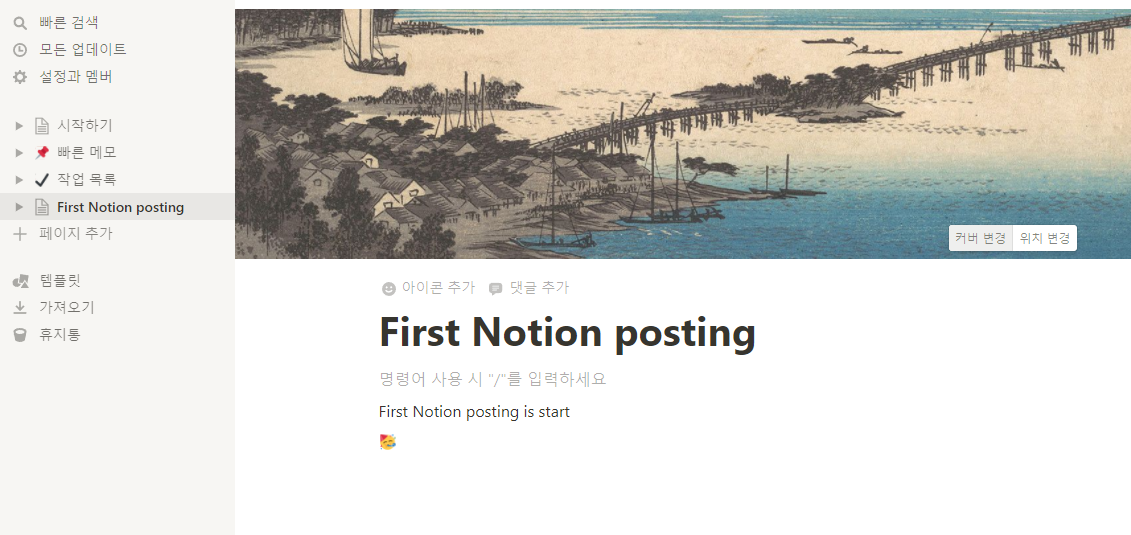 빠른 검색
모든 업데이트
설정과 멤버
시작하기
빠른 메모
작업 목록
First Notion posting
페이지 추가
템플릿
가져오기
휴지통
커버 변경 위치 변경
아이콘 추가 댓글 추가
First Notion posting
명령어 사용 시 "/"를 입력하세요
First Notion posting is start